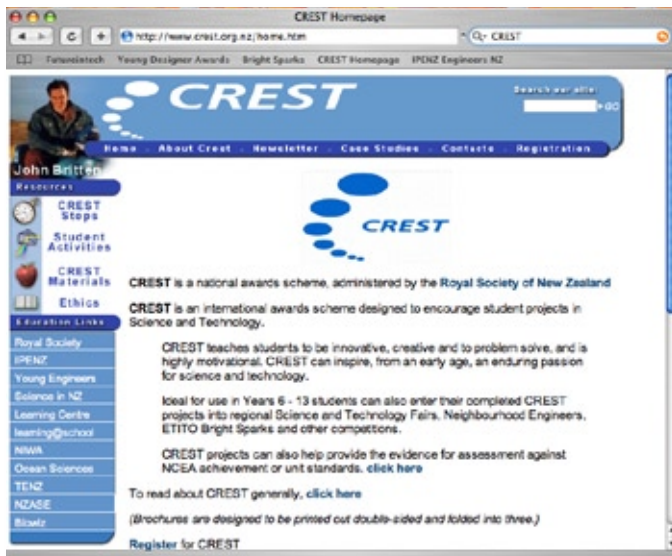 CREST Homepage
http://www.crest.org.nz/home.htm
Q- CREST
Futureintech Young Designer Awards Bright Sparks CREST Homepage IPENZ Engineers NZ
CREST
Search our site:
GO
Home - About Crest - Newsletter - Case Studies - Contacts - Registration
John Britten
Resources
CREST
Stops
Student
Activities
CREST
Materials
Ethics
Education Links
Royal Society
IPENZ
Young Engineers
Science in NZ
Learning Centre
learning@school
NIWA
Ocean Sciences
TENZ
NZASE
Biowiz
CREST
CREST is a national awards scheme, administered by the Royal Society of New Zealand
CREST is an international awards scheme designed to encourage student projects in
Science and Technology.
CREST teaches students to be innovative, creative and to problem solve, and is
highly motivational. CREST can inspire, from an early age, an enduring passion
for science and technology.
Ideal for use in Years 6 - 13 students can also enter their completed CREST
projects into regional Science and Technology Fairs, Neighbourhood Engineers,
ETITO Bright Sparks and other competitions.
CREST projects can also help provide the evidence for assessment against
NCEA achievement or unit standards. click here
To read about CREST generally, click here
(Brochures are designed to be printed out double-sided and folded into three.)
Register for CREST